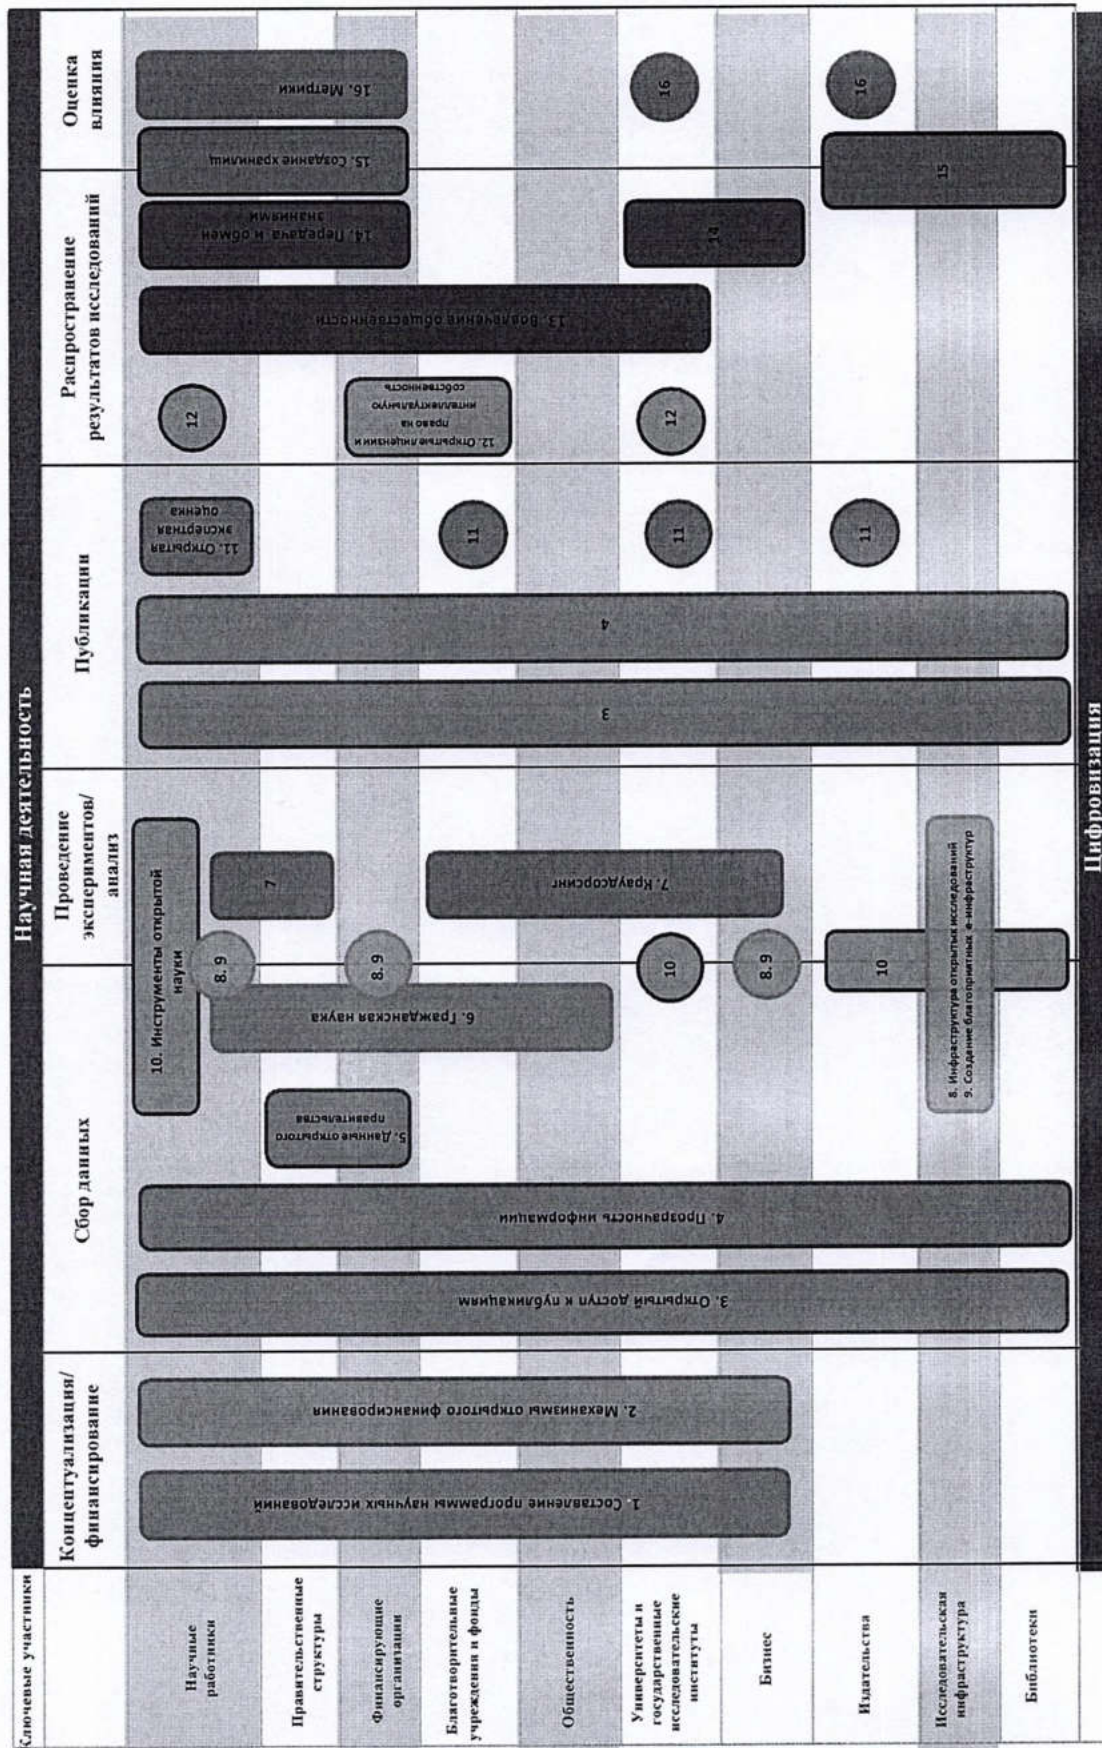 Научная деятельность
Ключевые участники
Концептуализация/
финансирование
Сбор данных
Проведение
экспериментов/
анализ
Публикации
Распространение
результатов исследований
Оценка
влияния
Научные
работники
Правительственные
структуры
Финансирующие
организации
Благотворительные
учреждения и фонды
Общественность
Университеты и
государственные
исследовательские
институты
Бизнес
Издательства
Исследовательская
инфраструктура
Библиотеки
1. Составление программы научных исследований
2. Механизмы открытого финансирования
3. Открытый доступ к публикациям
4. Прозрачность информации
5. Данные открытого
правительства
6. Гражданская наука
10. Инструменты открытой
науки
8. 9
8. 9
10
8. 9
10
7
7. Краудсорсинг
8. Инфраструктура открытых исследований
9. Создание благоприятных е-инфраструктур
3
4
11. Открытая
экспертная
оценка
11
11
11
12
12. Открытые лицензии и
право на
интеллектуальную
собственность
12
13. Вовлечение общественности
14. Передача и обмен
знаниями
14
15. Создание хранилищ
15
16. Метрики
16
16
Цифровизация